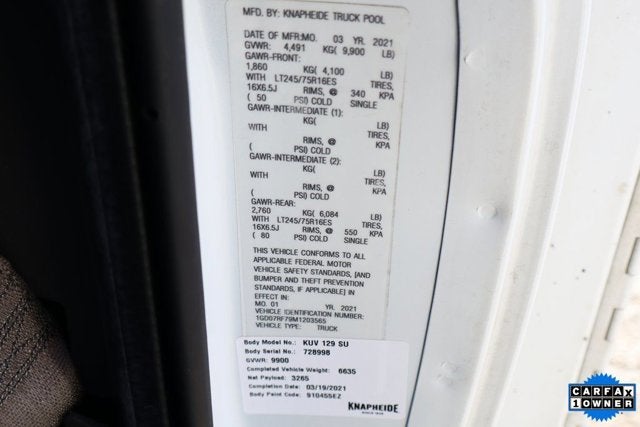 MFD. BY: KNAPHEIDE TRUCK POOL
DATE OF MFR:MO. 03 YR. 2021
GVWR: 4,491 KG( 9,900 LB)
GAWR-FRONT:
1,860 KG( 4,100 LB)
WITH LT245/75R16ES TIRES,
16X6.5J RIMS, @ 340 KPA
( 50 PSI) COLD SINGLE
GAWR-INTERMEDIATE (1):
KG( LB)
WITH TIRES,
RIMS, @ KPA
( PSI) COLD
GAWR-INTERMEDIATE (2):
KG( LB)
WITH TIRES,
RIMS, @ KPA
( PSI) COLD
GAWR-REAR:
2,760 KG( 6,084 LB)
WITH LT245/75R16ES TIRES,
16X6.5J RIMS, @ 550 KPA
( 80 PSI) COLD SINGLE
THIS VEHICLE CONFORMS TO ALL
APPLICABLE FEDERAL MOTOR
VEHICLE SAFETY STANDARDS, [AND
BUMPER AND THEFT PREVENTION
STANDARDS, IF APPLICABLE]
EFFECT IN:
MO. 01 YR. 2021
VEHICLE IDENTIFICATION NUMBER:
1GD07RF79M1203565
VEHICLE TYPE: TRUCK
Body Model No.: KUV 129 SU
Body Serial No.: 728998
GVWR: 9900
Completed Vehicle Weight: 6635
Net Payload: 3265
Completion Date: 03/19/2021
Body Paint Code: 910455EZ
KNAPHEIDE
CARFAX
1 OWNER